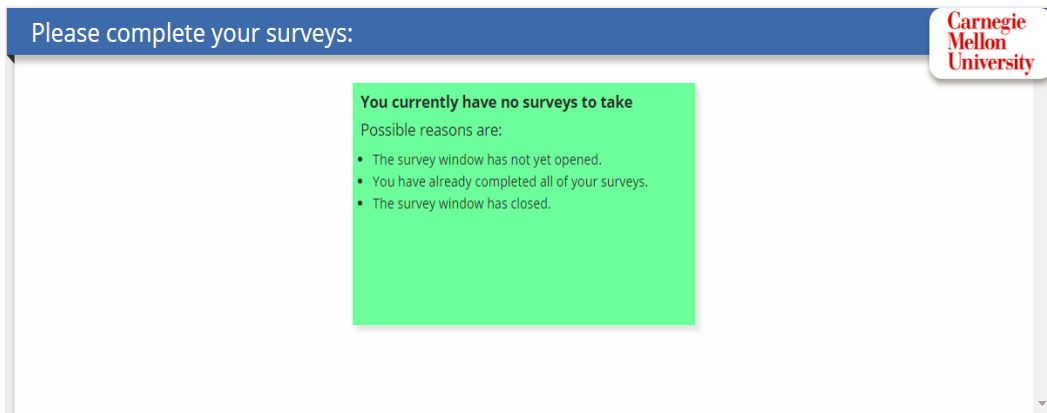 Please complete your surveys:
Carnegie
Mellon
University
You currently have no surveys to take
Possible reasons are:
• The survey window has not yet opened.
• You have already completed all of your surveys.
• The survey window has closed.